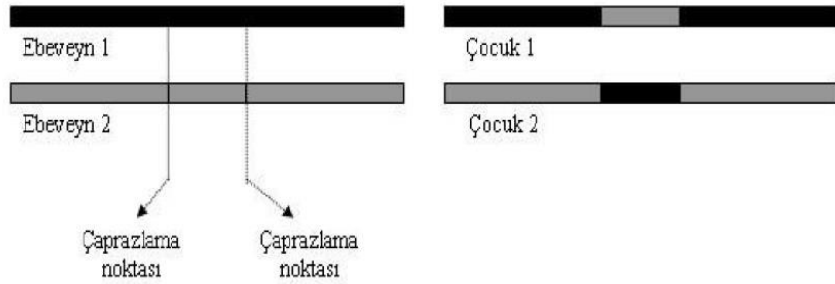 Ebeveyn 1
Ebeveyn 2
Çaprazlama
noktası
Çaprazlama
noktası
Çocuk 1
Çocuk 2